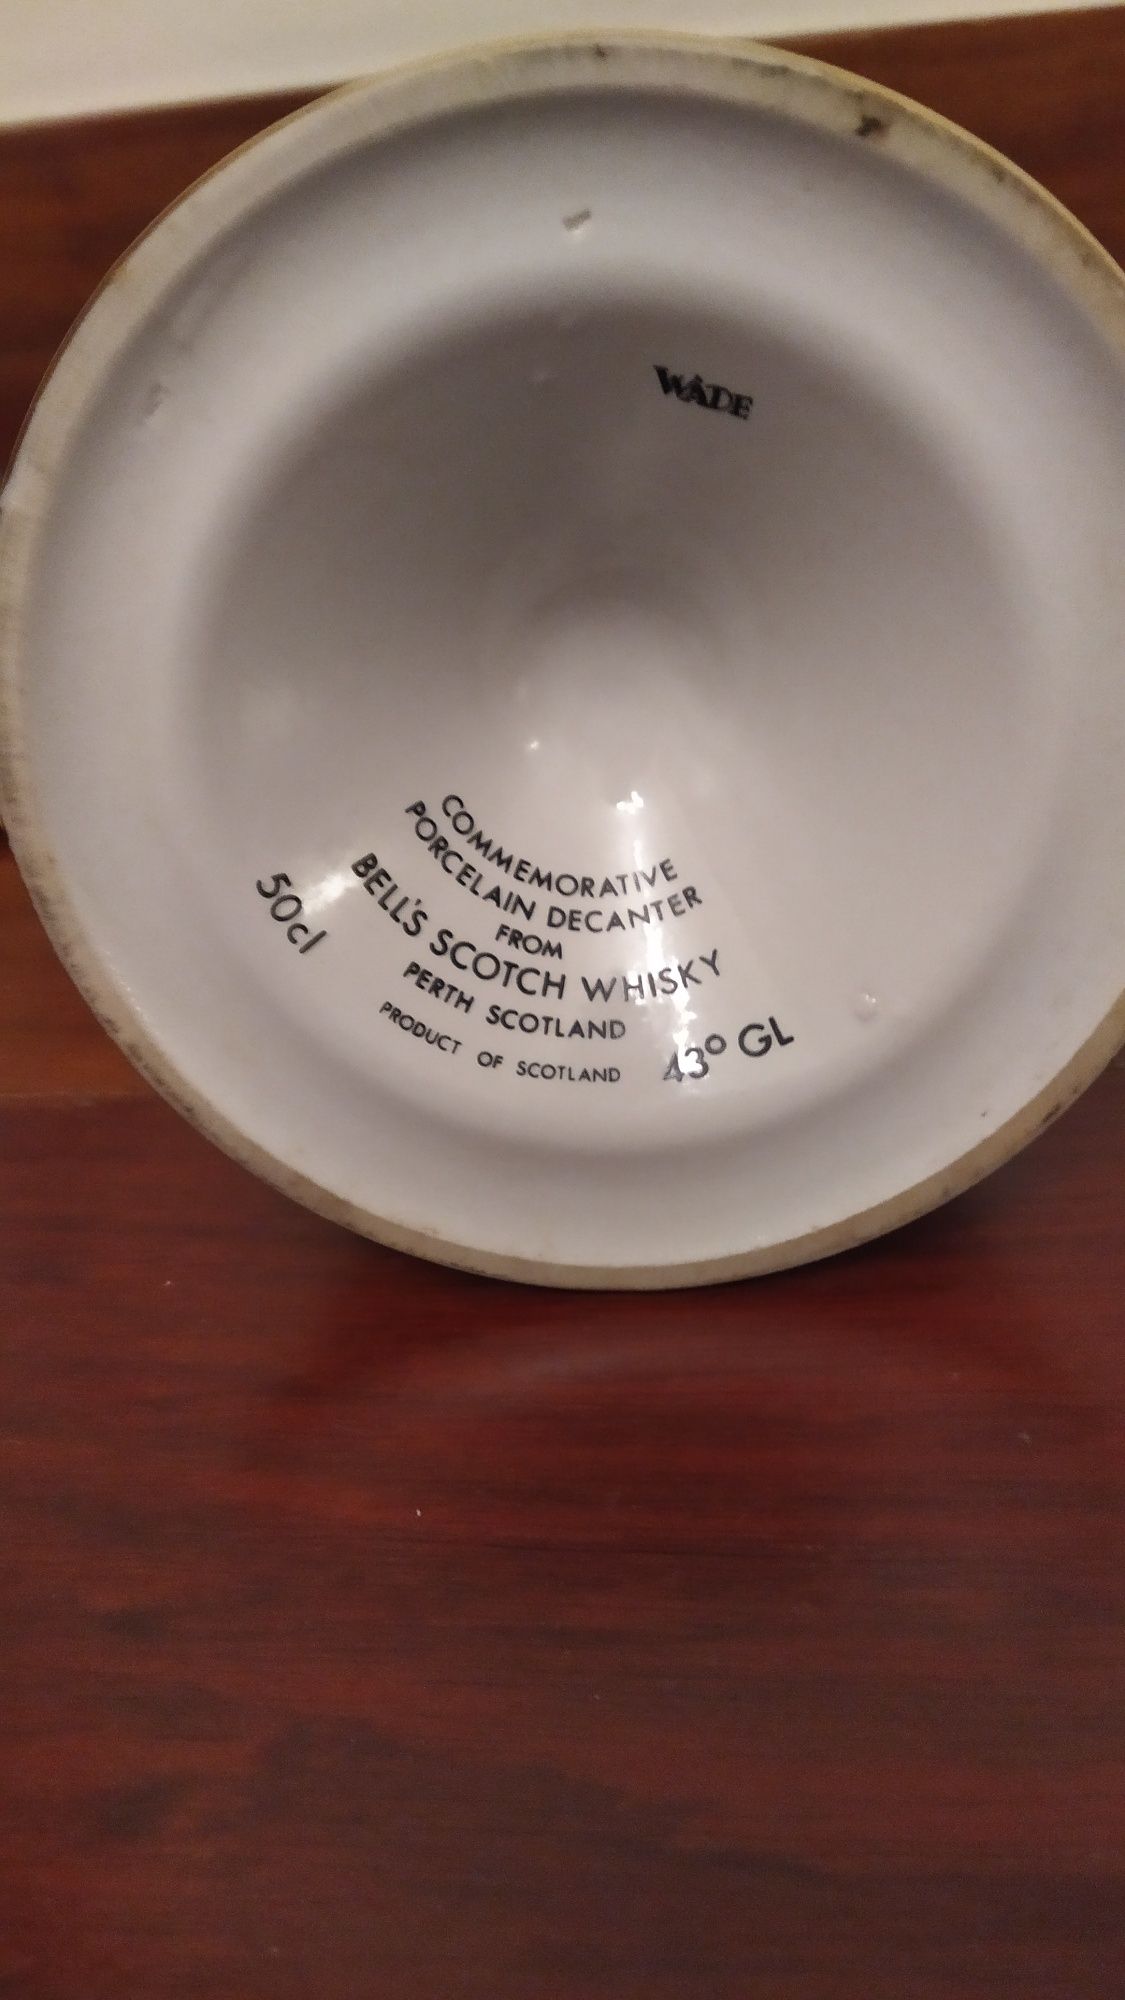 WADE
COMMEMORATIVE
PORCELAIN DECANTER
FROM
BELL'S SCOTCH WHISKY
PERTH SCOTLAND
PRODUCT OF SCOTLAND
50cl
43° GL